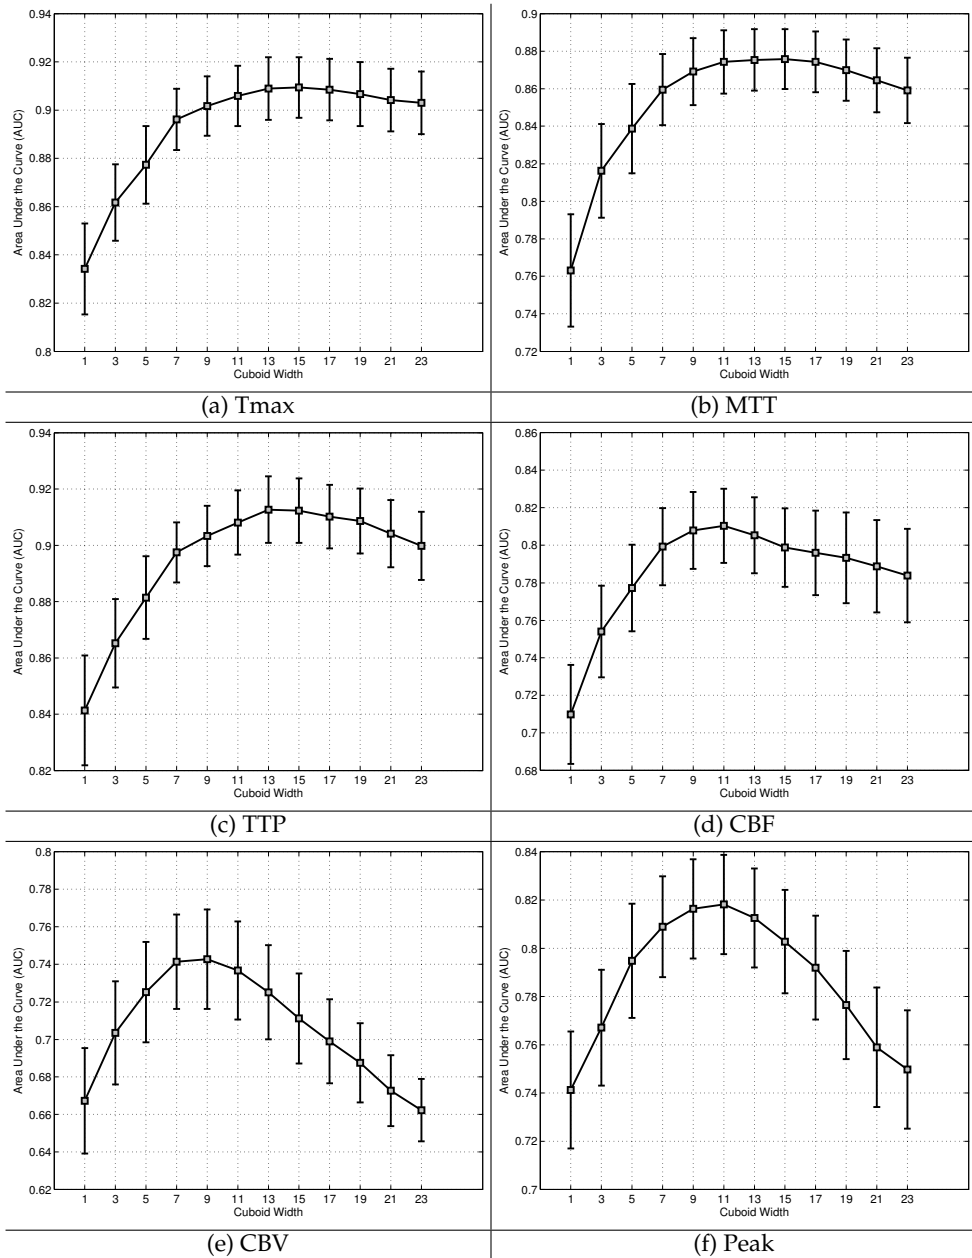 0.94
0.92
0.9
0.88
0.86
0.84
0.82
0.8
Area Under the Curve (AUC)
1 3 5 7 9 11 13 15 17 19 21 23
Cuboid Width
(a) Tmax
0.9
0.88
0.86
0.84
0.82
0.8
0.78
0.76
0.74
0.72
Area Under the Curve (AUC)
1 3 5 7 9 11 13 15 17 19 21 23
Cuboid Width
(b) MTT
0.94
0.92
0.9
0.88
0.86
0.84
0.82
Area Under the Curve (AUC)
1 3 5 7 9 11 13 15 17 19 21 23
Cuboid Width
(c) TTP
0.86
0.84
0.82
0.8
0.78
0.76
0.74
0.72
0.7
0.68
Area Under the Curve (AUC)
1 3 5 7 9 11 13 15 17 19 21 23
Cuboid Width
(d) CBF
0.8
0.78
0.76
0.74
0.72
0.7
0.68
0.66
0.64
0.62
Area Under the Curve (AUC)
1 3 5 7 9 11 13 15 17 19 21 23
Cuboid Width
(e) CBV
0.84
0.82
0.8
0.78
0.76
0.74
0.72
0.7
Area Under the Curve (AUC)
1 3 5 7 9 11 13 15 17 19 21 23
Cuboid Width
(f) Peak